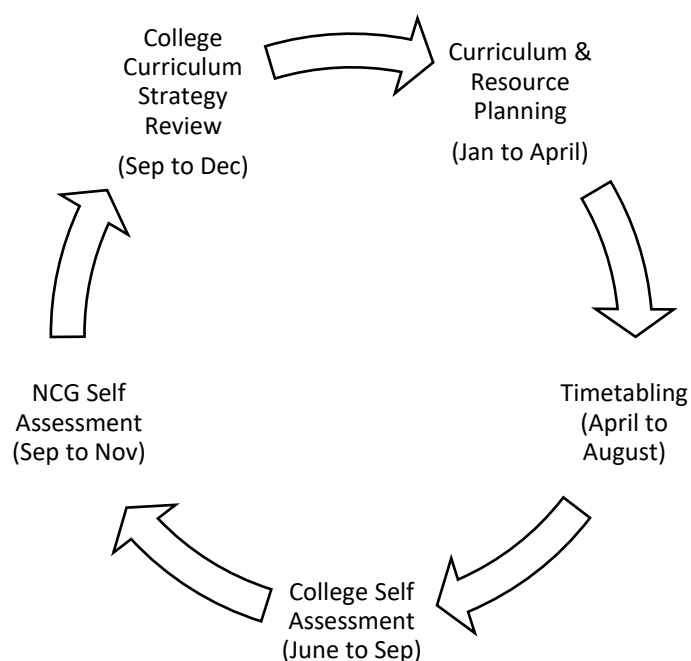 College
Curriculum
Strategy
Review
(Sep to Dec)
Curriculum &
Resource
Planning
(Jan to April)
Timetabling
(April to
August)
College Self
Assessment
(June to Sep)
NCG Self
Assessment
(Sep to Nov)